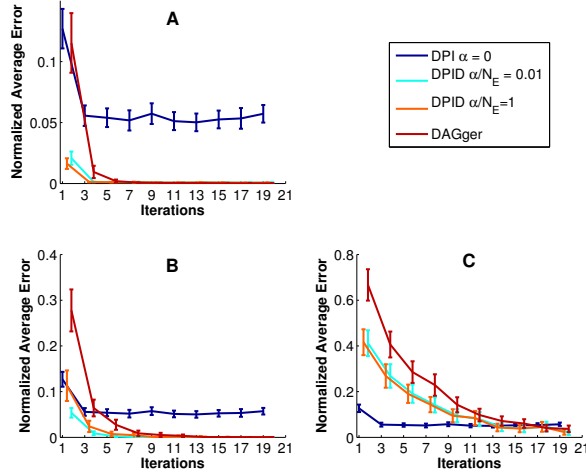 A
Normalized Average Error
0.1
0.05
0
1 3 5 7 9 11 13 15 17 19 21
Iterations
DPI α = 0
DPID α/N_E = 0.01
DPID α/N_E=1
DAGger
B
Normalized Average Error
0.4
0.3
0.2
0.1
0
1 3 5 7 9 11 13 15 17 19 21
Iterations
C
Normalized Average Error
0.8
0.6
0.4
0.2
0
1 3 5 7 9 11 13 15 17 19 21
Iterations